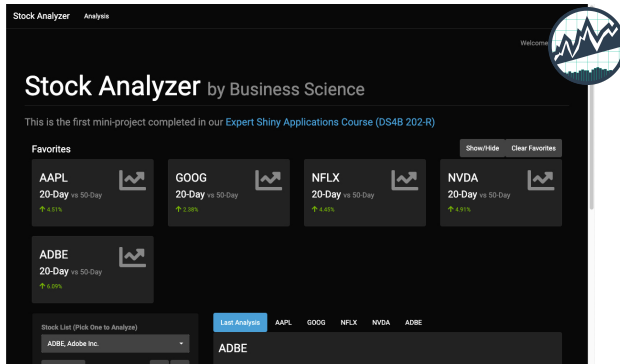 Stock Analyzer Analysis
Welcome
Stock Analyzer by Business Science
This is the first mini-project completed in our Expert Shiny Applications Course (DS4B 202-R)
Favorites Show/Hide Clear Favorites
AAPL GOOG NFLX NVDA
20-Day vs 50-Day 20-Day vs 50-Day 20-Day vs 50-Day 20-Day vs 50-Day
4.51% 2.38% 4.45% 4.91%
ADBE
20-Day vs 50-Day
6.09%
Stock List (Pick One to Analyze) Last Analysis AAPL GOOG NFLX NVDA ADBE
ADBE, Adobe Inc. ADBE